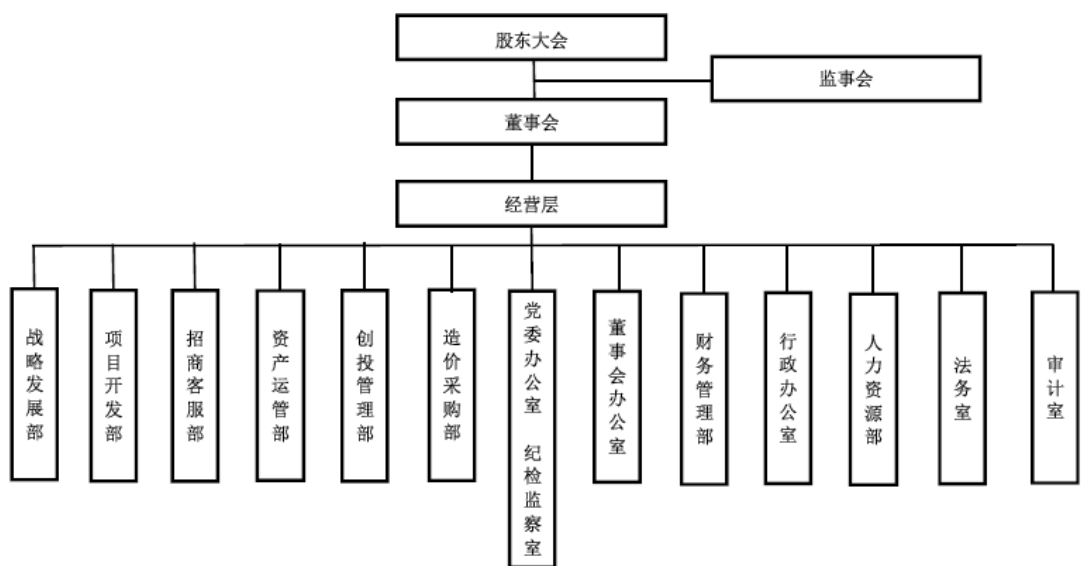 股东大会
监事会
董事会
经营层
战略发展部
项目开发部
招商客服部
资产运管部
创投管理部
造价采购部
党委办公室 纪检监察室
董事会办公室
财务管理部
行政办公室
人力资源部
法务室
审计室